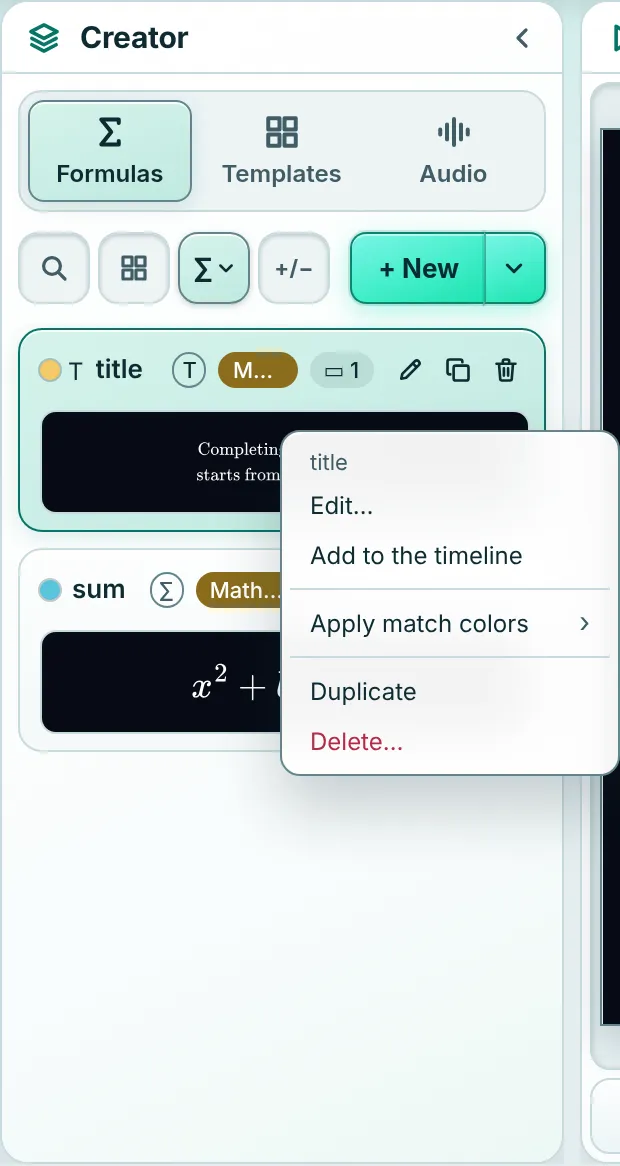 Creator
Σ
Formulas
Templates
Audio
Σ
+/−
+ New
T title
T
M...
1
Completing
starts from
title
Edit...
Add to the timeline
Apply match colors
Duplicate
Delete...
sum
Σ
Math...
x² +